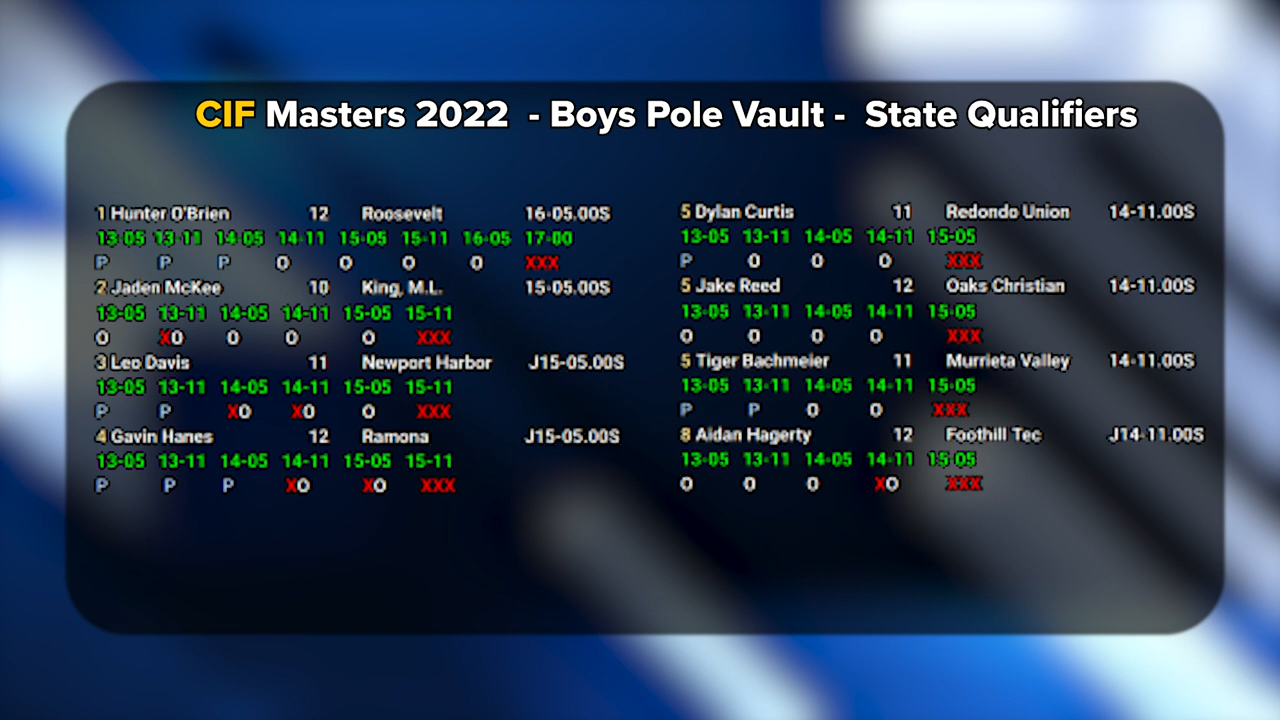 CIF Masters 2022 - Boys Pole Vault - State Qualifiers
1 Hunter O'Brien 12 Roosevelt 16-05.00S
13-05 13-11 14-05 14-11 15-05 15-11 16-05 17-00
P P P O O O O XXX
2 Jaden McKee 10 King, M.L. 15-05.00S
13-05 13-11 14-05 14-11 15-05 15-11
O XO O O O XXX
3 Leo Davis 11 Newport Harbor J15-05.00S
13-05 13-11 14-05 14-11 15-05 15-11
P P XO XO O XXX
4 Gavin Hanes 12 Ramona J15-05.00S
13-05 13-11 14-05 14-11 15-05 15-11
P P P XO XO XXX
5 Dylan Curtis 11 Redondo Union 14-11.00S
13-05 13-11 14-05 14-11 15-05
P O O O XXX
5 Jake Reed 12 Oaks Christian 14-11.00S
13-05 13-11 14-05 14-11 15-05
O O O O XXX
5 Tiger Bachmeier 11 Murrieta Valley 14-11.00S
13-05 13-11 14-05 14-11 15-05
P P O O XXX
8 Aidan Hagerty 12 Foothill Tec J14-11.00S
13-05 13-11 14-05 14-11 15-05
O O O XO XXX